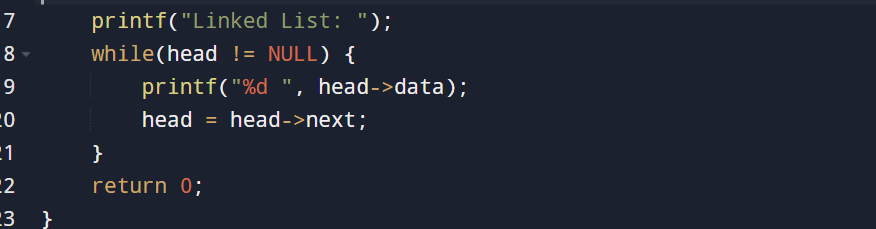 7 printf("Linked List: ");
8 while(head != NULL) {
9 printf("%d ", head->data);
20 head = head->next;
21 }
22 return 0;
23 }